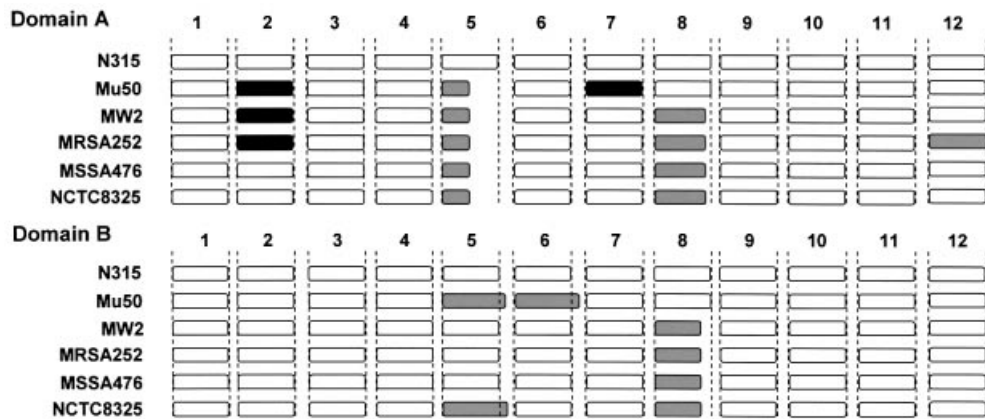 Domain A
1 2 3 4 5 6 7 8 9 10 11 12
N315
Mu50
MW2
MRSA252
MSSA476
NCTC8325
Domain B
1 2 3 4 5 6 7 8 9 10 11 12
N315
Mu50
MW2
MRSA252
MSSA476
NCTC8325